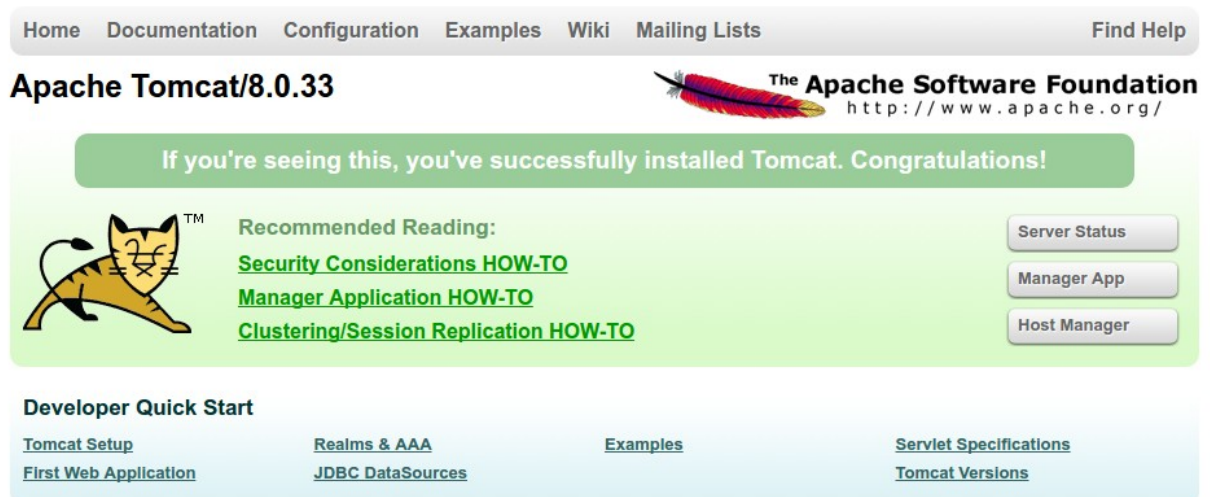 Home Documentation Configuration Examples Wiki Mailing Lists Find Help
Apache Tomcat/8.0.33
The Apache Software Foundation
http://www.apache.org/
If you're seeing this, you've successfully installed Tomcat. Congratulations!
TM
Recommended Reading:
Security Considerations HOW-TO
Manager Application HOW-TO
Clustering/Session Replication HOW-TO
Server Status
Manager App
Host Manager
Developer Quick Start
Tomcat Setup Realms & AAA Examples Servlet Specifications
First Web Application JDBC DataSources Tomcat Versions